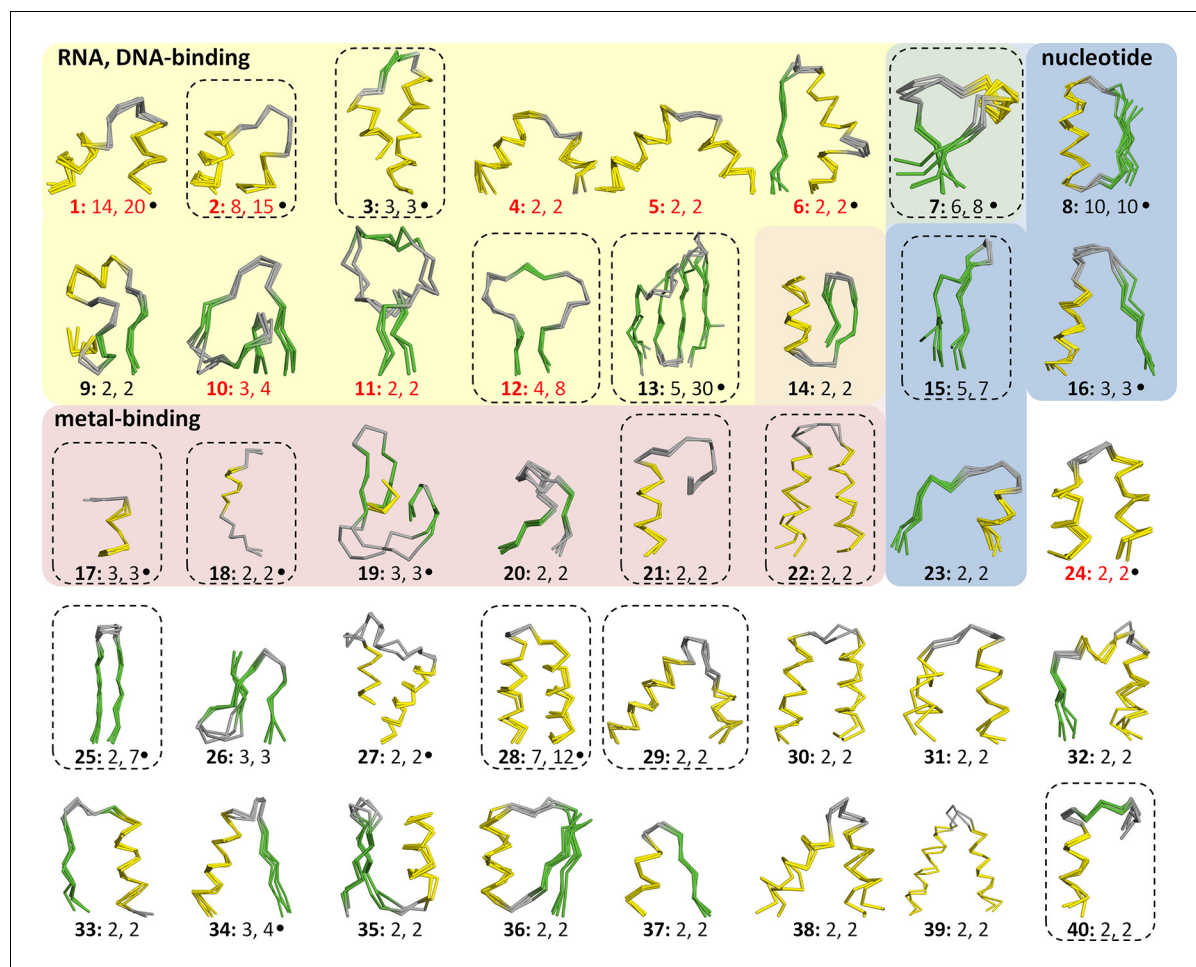 RNA, DNA-binding nucleotide
1: 14, 20 • 2: 8, 15 • 3: 3, 3 • 4: 2, 2 5: 2, 2 6: 2, 2 • 7: 6, 8 • 8: 10, 10 •
9: 2, 2 10: 3, 4 11: 2, 2 12: 4, 8 13: 5, 30 • 14: 2, 2 15: 5, 7 16: 3, 3 •
metal-binding
17: 3, 3 • 18: 2, 2 • 19: 3, 3 • 20: 2, 2 21: 2, 2 22: 2, 2 23: 2, 2 24: 2, 2 •
25: 2, 7 • 26: 3, 3 27: 2, 2 • 28: 7, 12 • 29: 2, 2 30: 2, 2 31: 2, 2 32: 2, 2
33: 2, 2 34: 3, 4 • 35: 2, 2 36: 2, 2 37: 2, 2 38: 2, 2 39: 2, 2 40: 2, 2